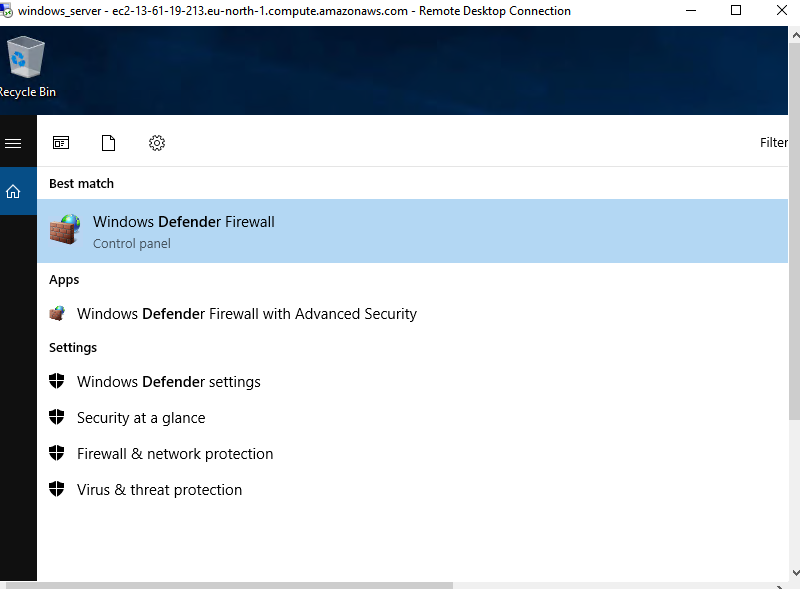 windows_server - ec2-13-61-19-213.eu-north-1.compute.amazonaws.com - Remote Desktop Connection
Recycle Bin
Filter
Best match
Windows Defender Firewall
Control panel
Apps
Windows Defender Firewall with Advanced Security
Settings
Windows Defender settings
Security at a glance
Firewall & network protection
Virus & threat protection